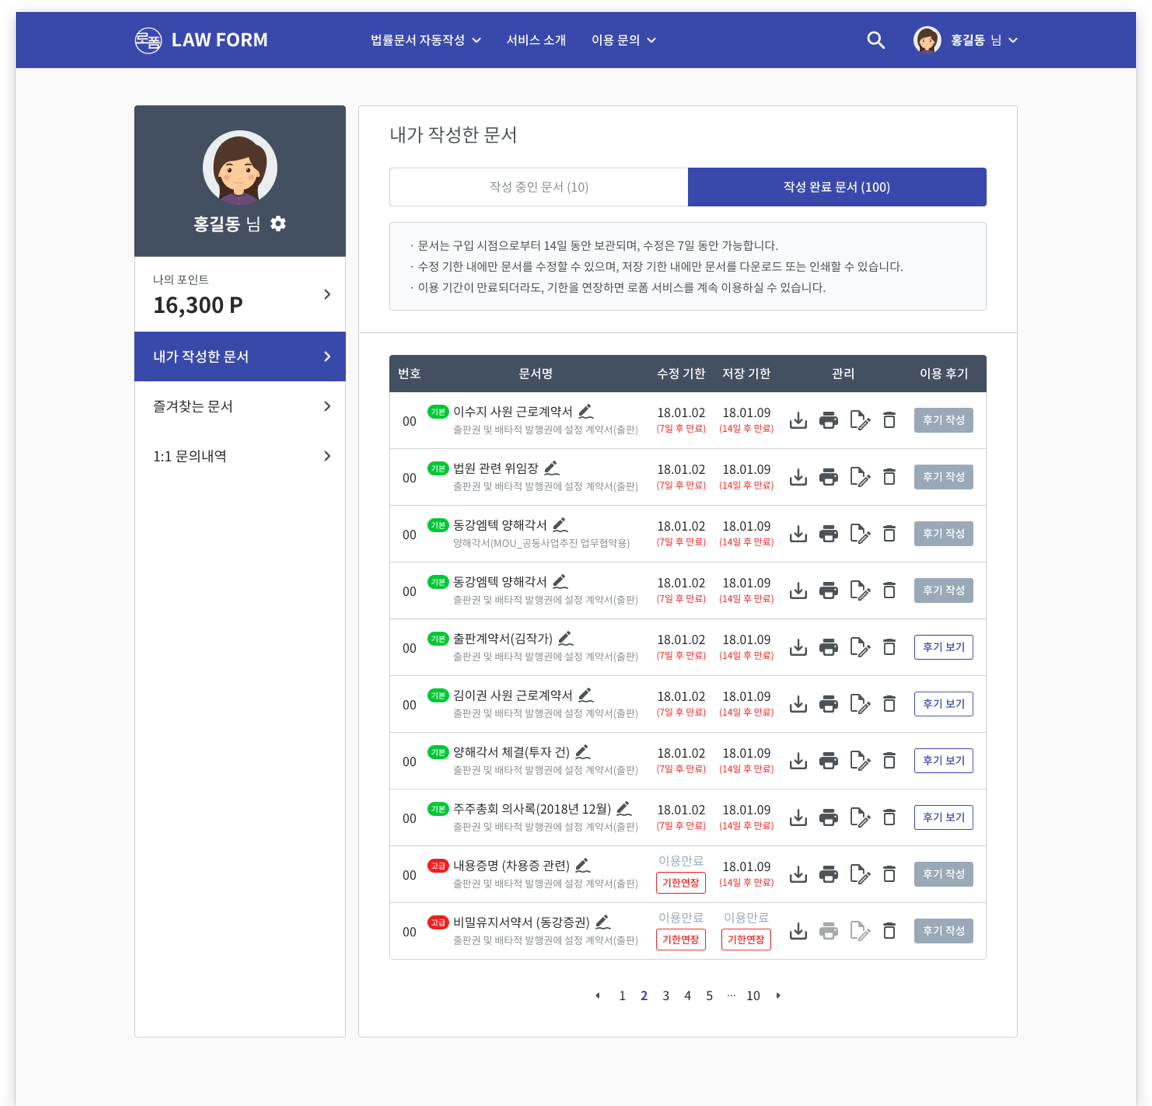 로폼 LAW FORM 법률문서 자동작성 서비스 소개 이용 문의 홍길동 님
홍길동 님
나의 포인트
16,300 P
내가 작성한 문서
즐겨찾는 문서
1:1 문의내역
내가 작성한 문서
작성 중인 문서 (10) 작성 완료 문서 (100)
· 문서는 구입 시점으로부터 14일 동안 보관되며, 수정은 7일 동안 가능합니다.
· 수정 기한 내에만 문서를 수정할 수 있으며, 저장 기한 내에만 문서를 다운로드 또는 인쇄할 수 있습니다.
· 이용 기간이 만료되더라도, 기한을 연장하면 로폼 서비스를 계속 이용하실 수 있습니다.
번호 문서명 수정 기한 저장 기한 관리 이용 후기
00 기본 이수지 사원 근로계약서 18.01.02 18.01.09 후기 작성
출판권 및 배타적 발행권에 설정 계약서(출판) (7일 후 만료) (14일 후 만료)
00 기본 법원 관련 위임장 18.01.02 18.01.09 후기 작성
출판권 및 배타적 발행권에 설정 계약서(출판) (7일 후 만료) (14일 후 만료)
00 기본 동강엠텍 양해각서 18.01.02 18.01.09 후기 작성
양해각서(MOU_공동사업추진 업무협약용) (7일 후 만료) (14일 후 만료)
00 기본 동강엠텍 양해각서 18.01.02 18.01.09 후기 작성
출판권 및 배타적 발행권에 설정 계약서(출판) (7일 후 만료) (14일 후 만료)
00 기본 출판계약서(김작가) 18.01.02 18.01.09 후기 보기
출판권 및 배타적 발행권에 설정 계약서(출판) (7일 후 만료) (14일 후 만료)
00 기본 김이권 사원 근로계약서 18.01.02 18.01.09 후기 보기
출판권 및 배타적 발행권에 설정 계약서(출판) (7일 후 만료) (14일 후 만료)
00 기본 양해각서 체결(투자 건) 18.01.02 18.01.09 후기 보기
출판권 및 배타적 발행권에 설정 계약서(출판) (7일 후 만료) (14일 후 만료)
00 기본 주주총회 의사록(2018년 12월) 18.01.02 18.01.09 후기 보기
출판권 및 배타적 발행권에 설정 계약서(출판) (7일 후 만료) (14일 후 만료)
00 고급 내용증명 (차용증 관련) 이용만료 18.01.09 후기 작성
출판권 및 배타적 발행권에 설정 계약서(출판) 기한연장 (14일 후 만료)
00 고급 비밀유지서약서 (동강증권) 이용만료 이용만료 후기 작성
출판권 및 배타적 발행권에 설정 계약서(출판) 기한연장 기한연장
1 2 3 4 5 ··· 10